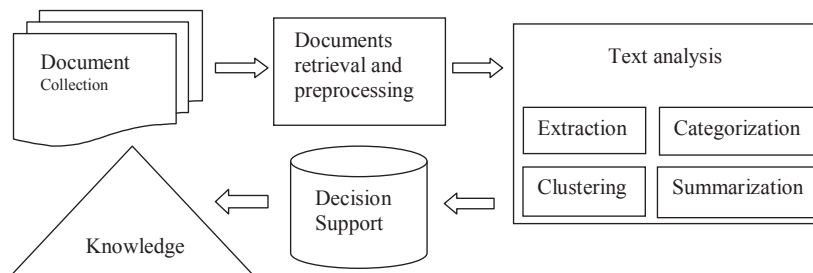 Document
Collection
Documents
retrieval and
preprocessing
Text analysis
Extraction
Categorization
Clustering
Summarization
Decision
Support
Knowledge